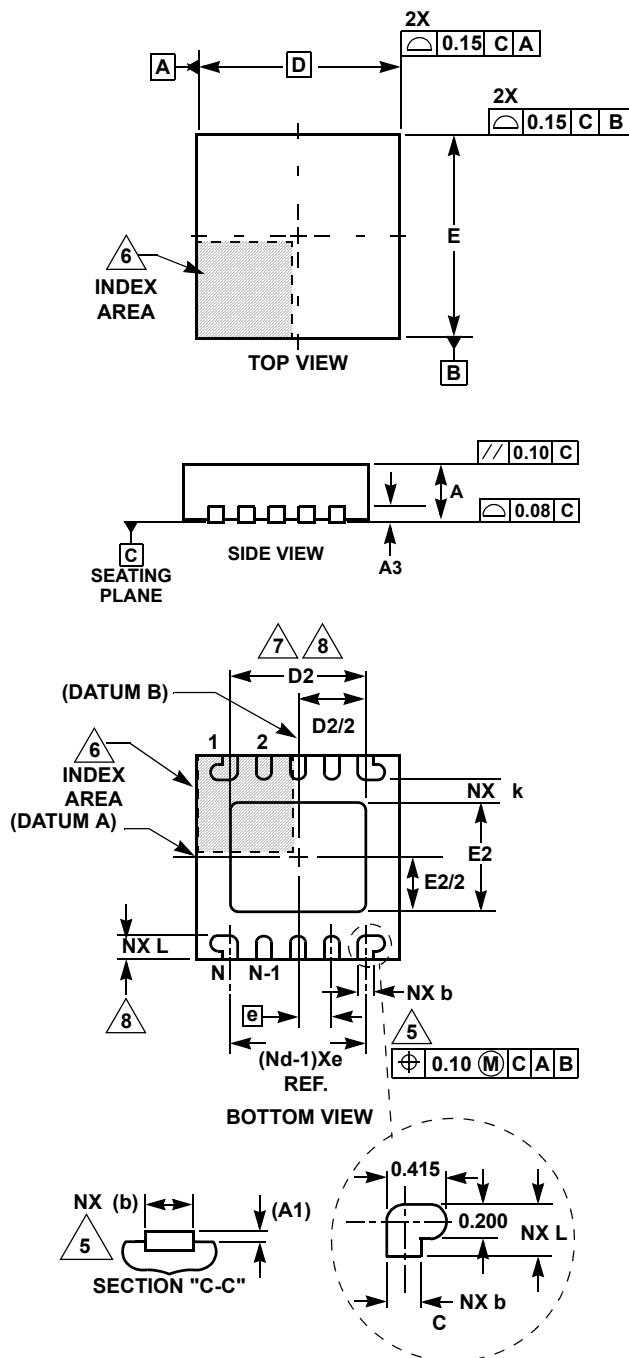 2X
0.15 C A
A
D
2X
0.15 C B
E
6
INDEX
AREA
TOP VIEW
B
// 0.10 C
A
0.08 C
C
SEATING
PLANE
SIDE VIEW
A3
7 8
D2
(DATUM B)
D2/2
6
INDEX
AREA
1 2
(DATUM A)
NX k
E2
E2/2
NX L
N N-1
8
NX b
e
5
(Nd-1)Xe
REF.
0.10 M C A B
BOTTOM VIEW
0.415
NX (b)
(A1)
5
0.200
NX L
SECTION "C-C"
NX b
C